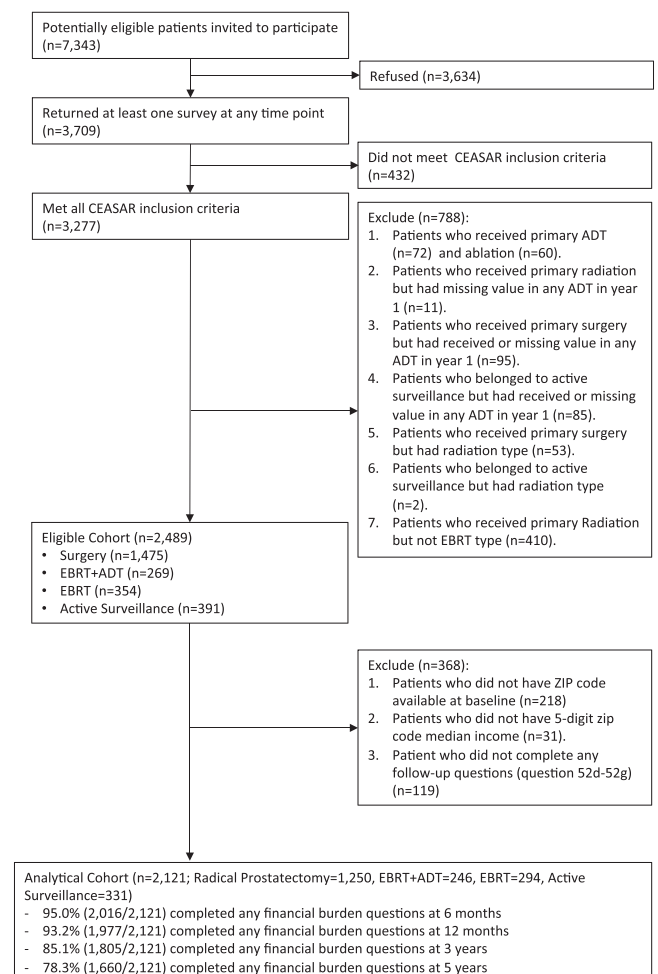 Potentially eligible patients invited to participate
(n=7,343)
Refused (n=3,634)
Returned at least one survey at any time point
(n=3,709)
Did not meet CEASAR inclusion criteria
(n=432)
Met all CEASAR inclusion criteria
(n=3,277)
Exclude (n=788):
1. Patients who received primary ADT
(n=72) and ablation (n=60).
2. Patients who received primary radiation
but had missing value in any ADT in year
1 (n=11).
3. Patients who received primary surgery
but had received or missing value in any
ADT in year 1 (n=95).
4. Patients who belonged to active
surveillance but had received or missing
value in any ADT in year 1 (n=85).
5. Patients who received primary surgery
but had radiation type (n=53).
6. Patients who belonged to active
surveillance but had radiation type
(n=2).
7. Patients who received primary Radiation
but not EBRT type (n=410).
Eligible Cohort (n=2,489)
• Surgery (n=1,475)
• EBRT+ADT (n=269)
• EBRT (n=354)
• Active Surveillance (n=391)
Exclude (n=368):
1. Patients who did not have ZIP code
available at baseline (n=218)
2. Patients who did not have 5-digit zip
code median income (n=31).
3. Patient who did not complete any
follow-up questions (question 52d-52g)
(n=119)
Analytical Cohort (n=2,121; Radical Prostatectomy=1,250, EBRT+ADT=246, EBRT=294, Active
Surveillance=331)
- 95.0% (2,016/2,121) completed any financial burden questions at 6 months
- 93.2% (1,977/2,121) completed any financial burden questions at 12 months
- 85.1% (1,805/2,121) completed any financial burden questions at 3 years
- 78.3% (1,660/2,121) completed any financial burden questions at 5 years